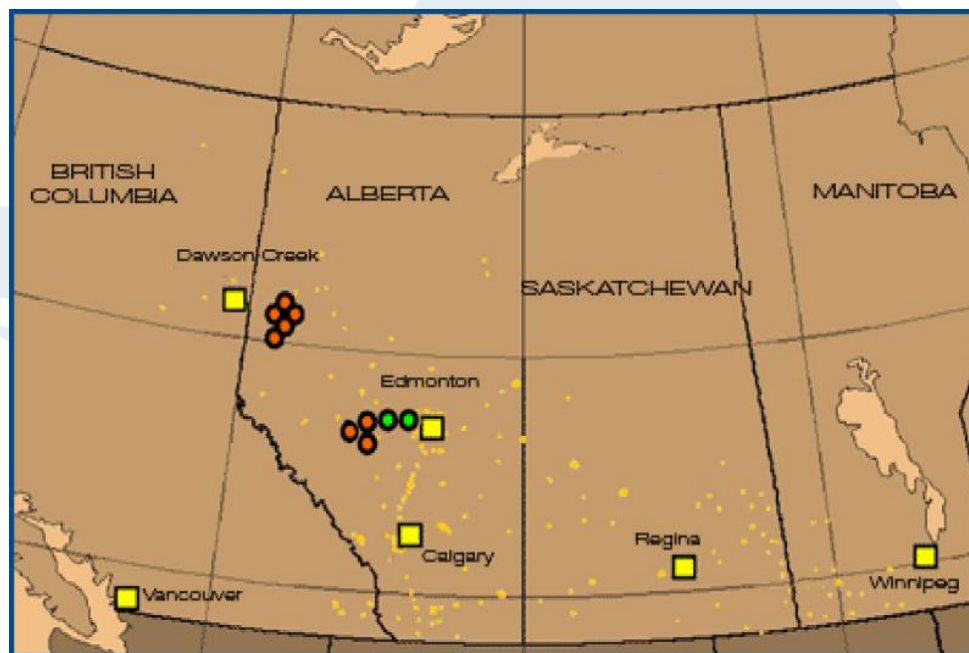 BRITISH
COLUMBIA
ALBERTA
MANITOBA
Dawson Creek
SASKATCHEWAN
Edmonton
Calgary
Regina
Winnipeg
Vancouver